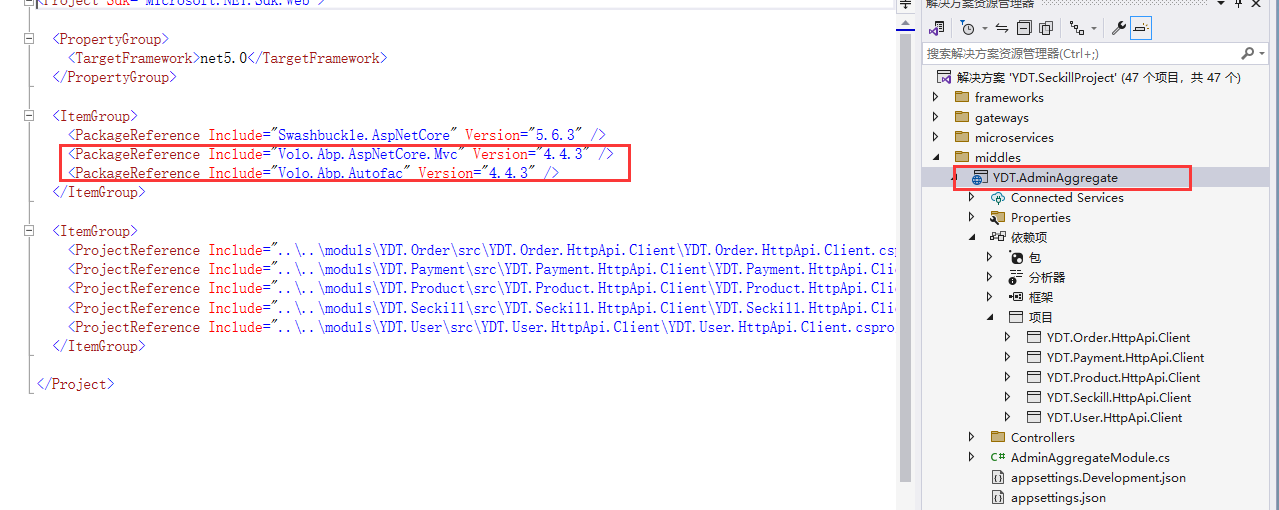 <Project Sdk="Microsoft.NET.Sdk.Web">
<PropertyGroup>
<TargetFramework>net5.0</TargetFramework>
</PropertyGroup>
<ItemGroup>
<PackageReference Include="Swashbuckle.AspNetCore" Version="5.6.3" />
<PackageReference Include="Volo.Abp.AspNetCore.Mvc" Version="4.4.3" />
<PackageReference Include="Volo.Abp.Autofac" Version="4.4.3" />
</ItemGroup>
<ItemGroup>
<ProjectReference Include="..\..\moduls\YDT.Order\src\YDT.Order.HttpApi.Client\YDT.Order.HttpApi.Client.csp
<ProjectReference Include="..\..\moduls\YDT.Payment\src\YDT.Payment.HttpApi.Client\YDT.Payment.HttpApi.Clie
<ProjectReference Include="..\..\moduls\YDT.Product\src\YDT.Product.HttpApi.Client\YDT.Product.HttpApi.Clie
<ProjectReference Include="..\..\moduls\YDT.Seckill\src\YDT.Seckill.HttpApi.Client\YDT.Seckill.HttpApi.Clie
<ProjectReference Include="..\..\moduls\YDT.User\src\YDT.User.HttpApi.Client\YDT.User.HttpApi.Client.cspro
</ItemGroup>
</Project>
解决方案资源管理器
搜索解决方案资源管理器(Ctrl+;)
解决方案 'YDT.SeckillProject' (47 个项目，共 47 个)
frameworks
gateways
microservices
middles
YDT.AdminAggregate
Connected Services
Properties
依赖项
包
分析器
框架
项目
YDT.Order.HttpApi.Client
YDT.Payment.HttpApi.Client
YDT.Product.HttpApi.Client
YDT.Seckill.HttpApi.Client
YDT.User.HttpApi.Client
Controllers
C# AdminAggregateModule.cs
appsettings.Development.json
appsettings.json